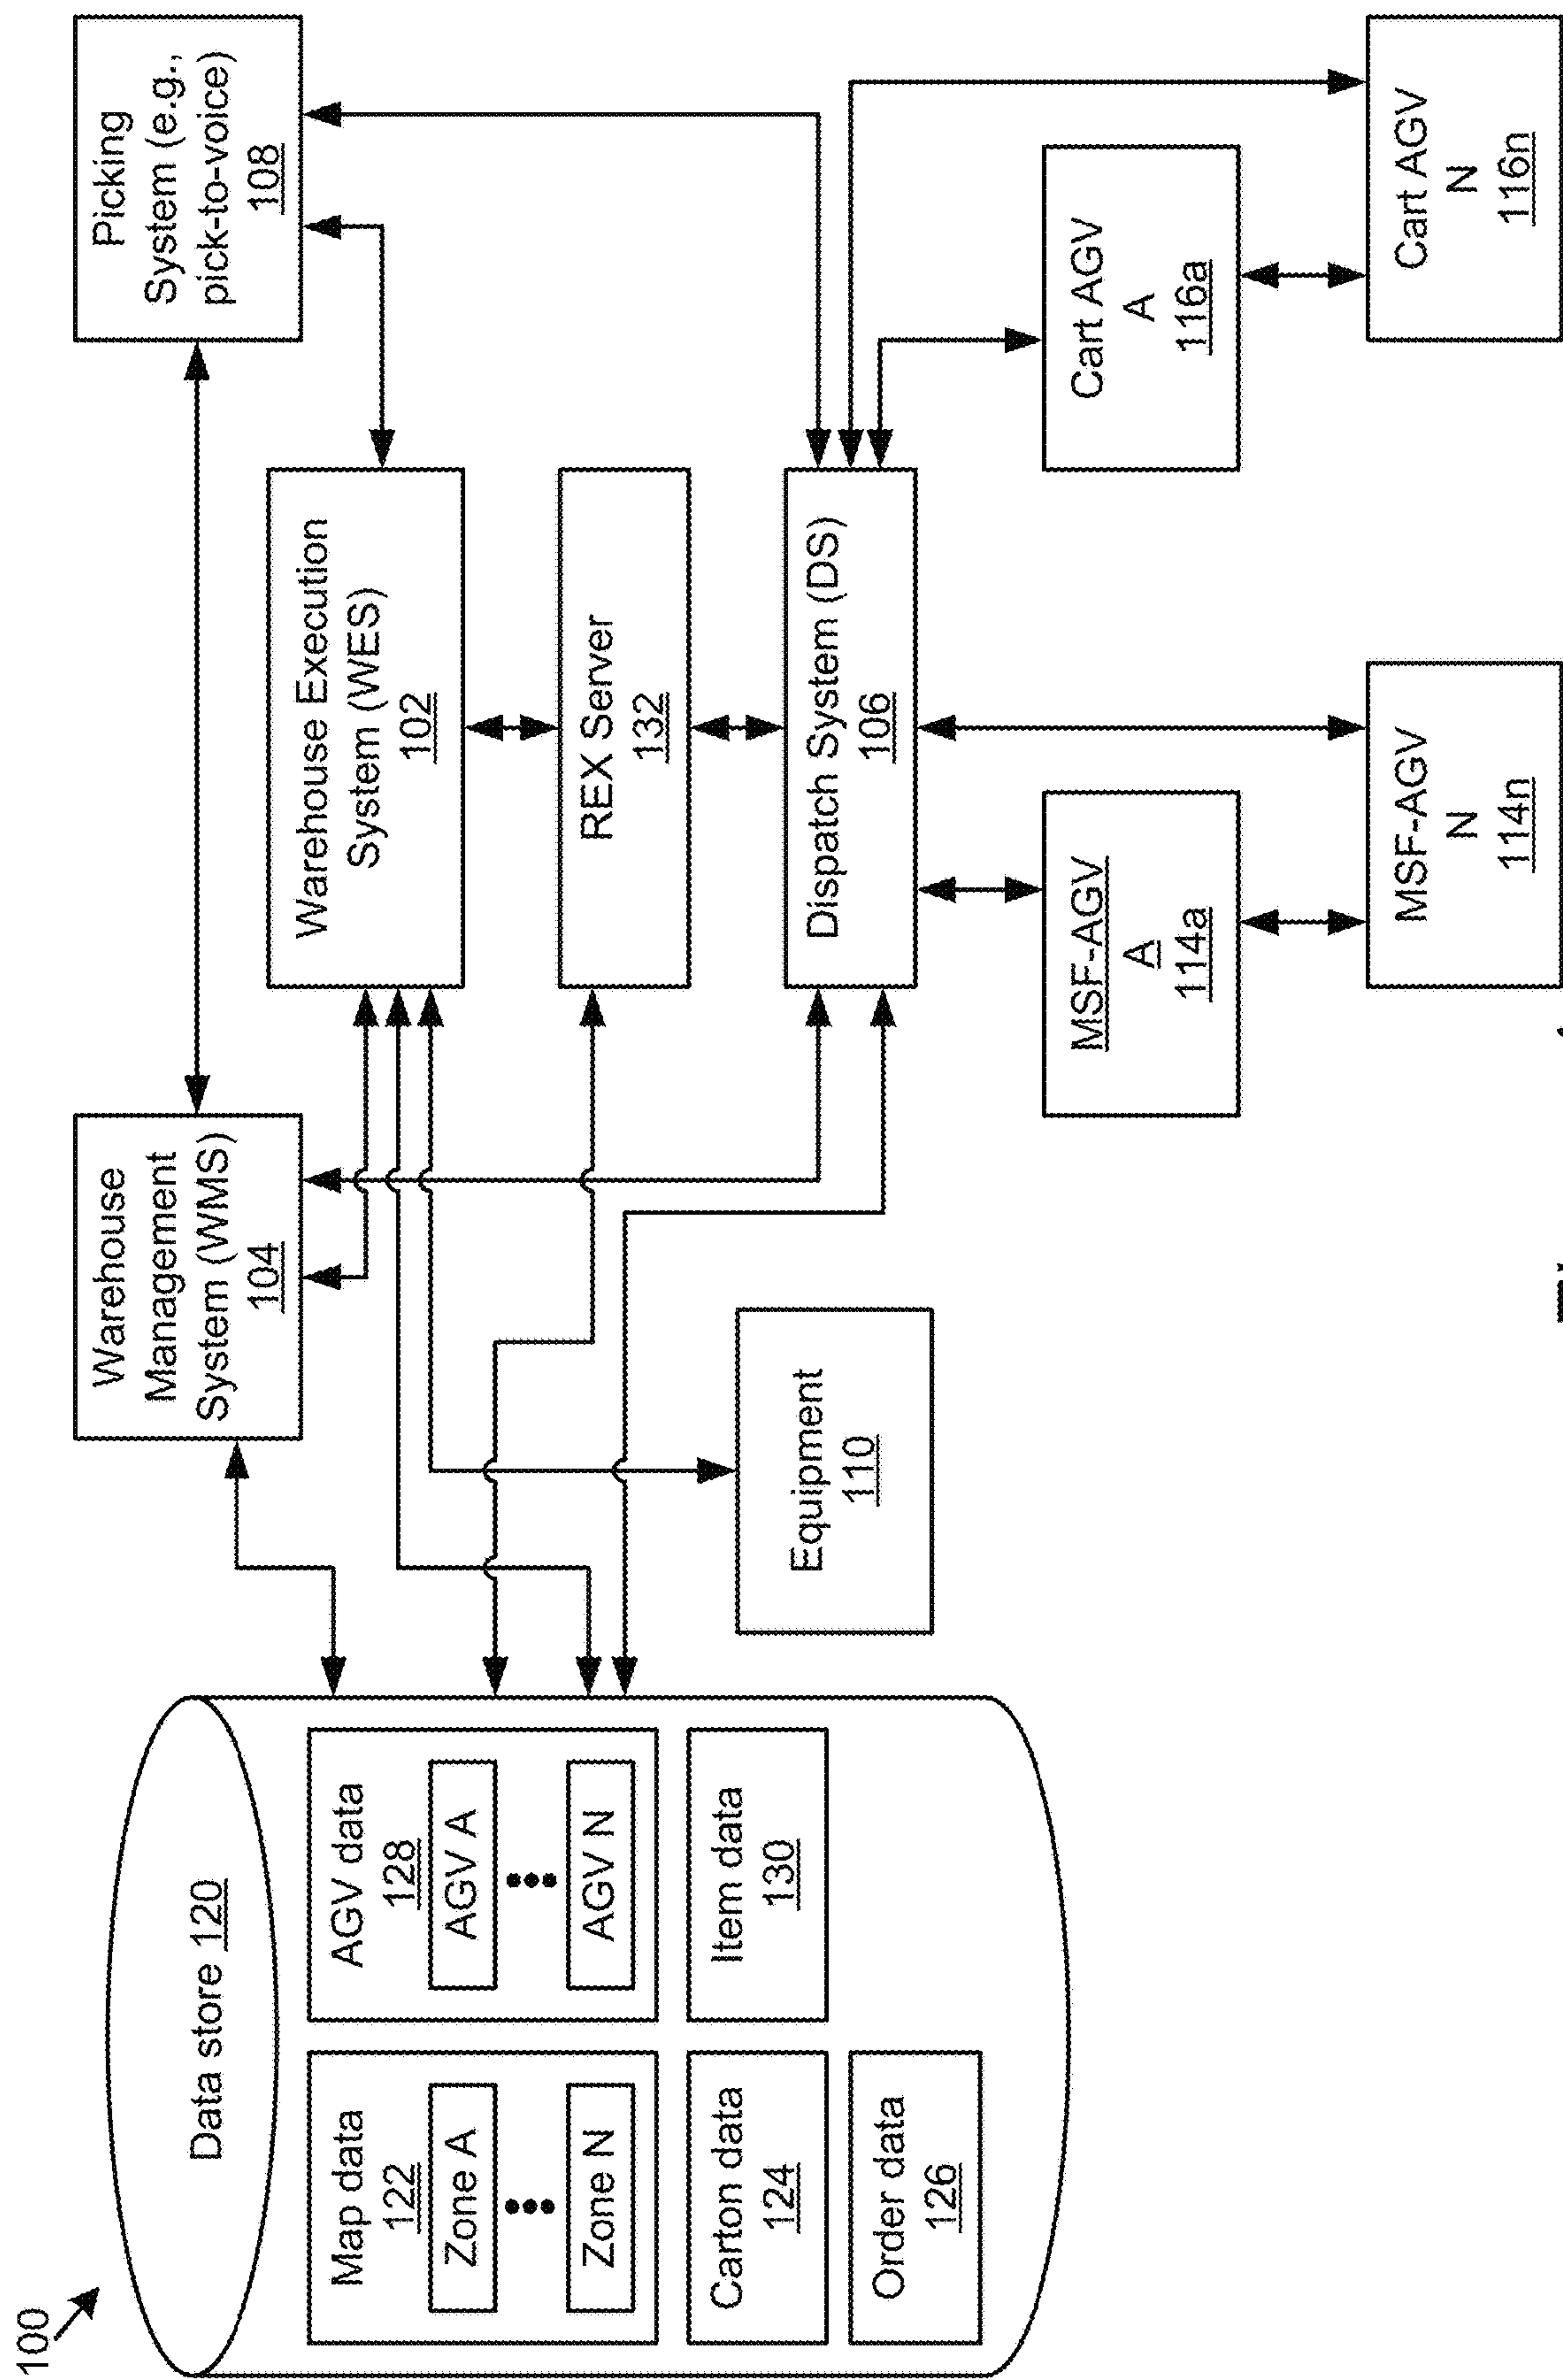 100
Data store 120
Map data
122
Zone A
Zone N
AGV data
128
AGV A
AGV N
Carton data
124
Item data
130
Order data
126
Warehouse
Management
System (WMS)
104
Picking
System (e.g.,
pick-to-voice)
108
Warehouse Execution
System (WES)
102
REX Server
132
Equipment
110
Dispatch System (DS)
106
MSF-AGV
A
114a
Cart AGV
A
116a
MSF-AGV
N
114n
Cart AGV
N
116n